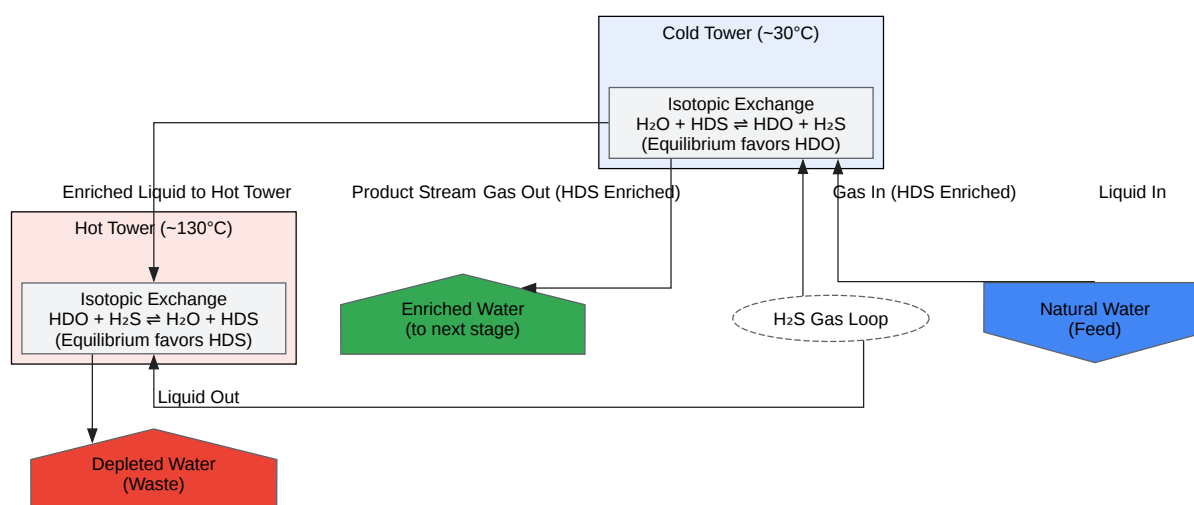 Cold Tower (~30°C)
Isotopic Exchange
H₂O + HDS ⇌ HDO + H₂S
(Equilibrium favors HDO)
Enriched Liquid to Hot Tower
Product Stream
Gas Out (HDS Enriched)
Gas In (HDS Enriched)
Liquid In
Hot Tower (~130°C)
Isotopic Exchange
HDO + H₂S ⇌ H₂O + HDS
(Equilibrium favors HDS)
Enriched Water
(to next stage)
H₂S Gas Loop
Natural Water
(Feed)
Liquid Out
Depleted Water
(Waste)